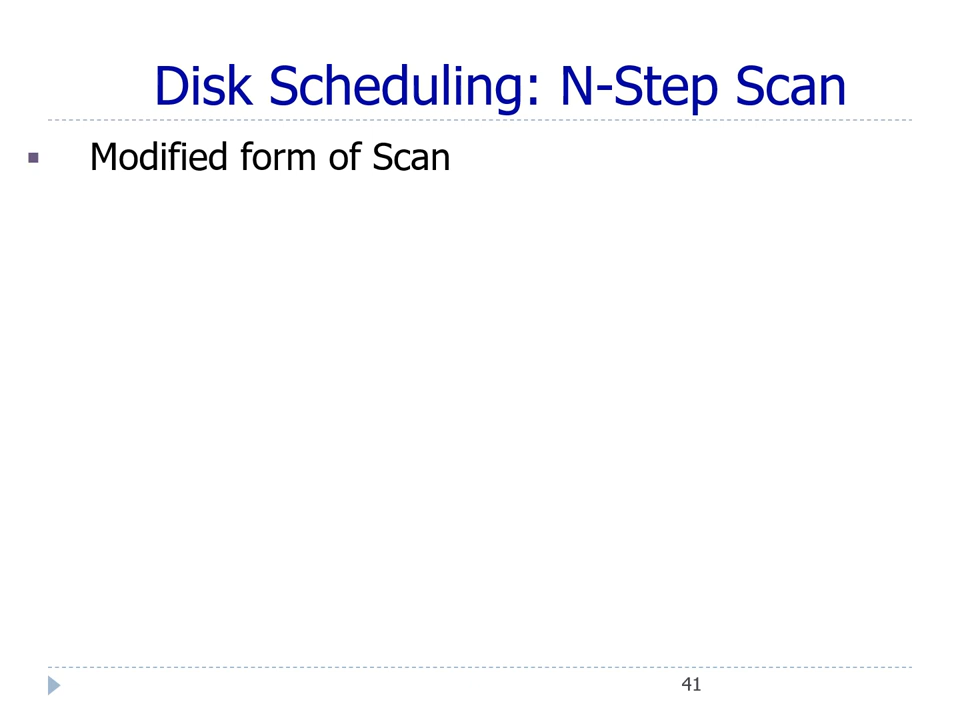 Disk Scheduling: N-Step Scan
▪ Modified form of Scan
41